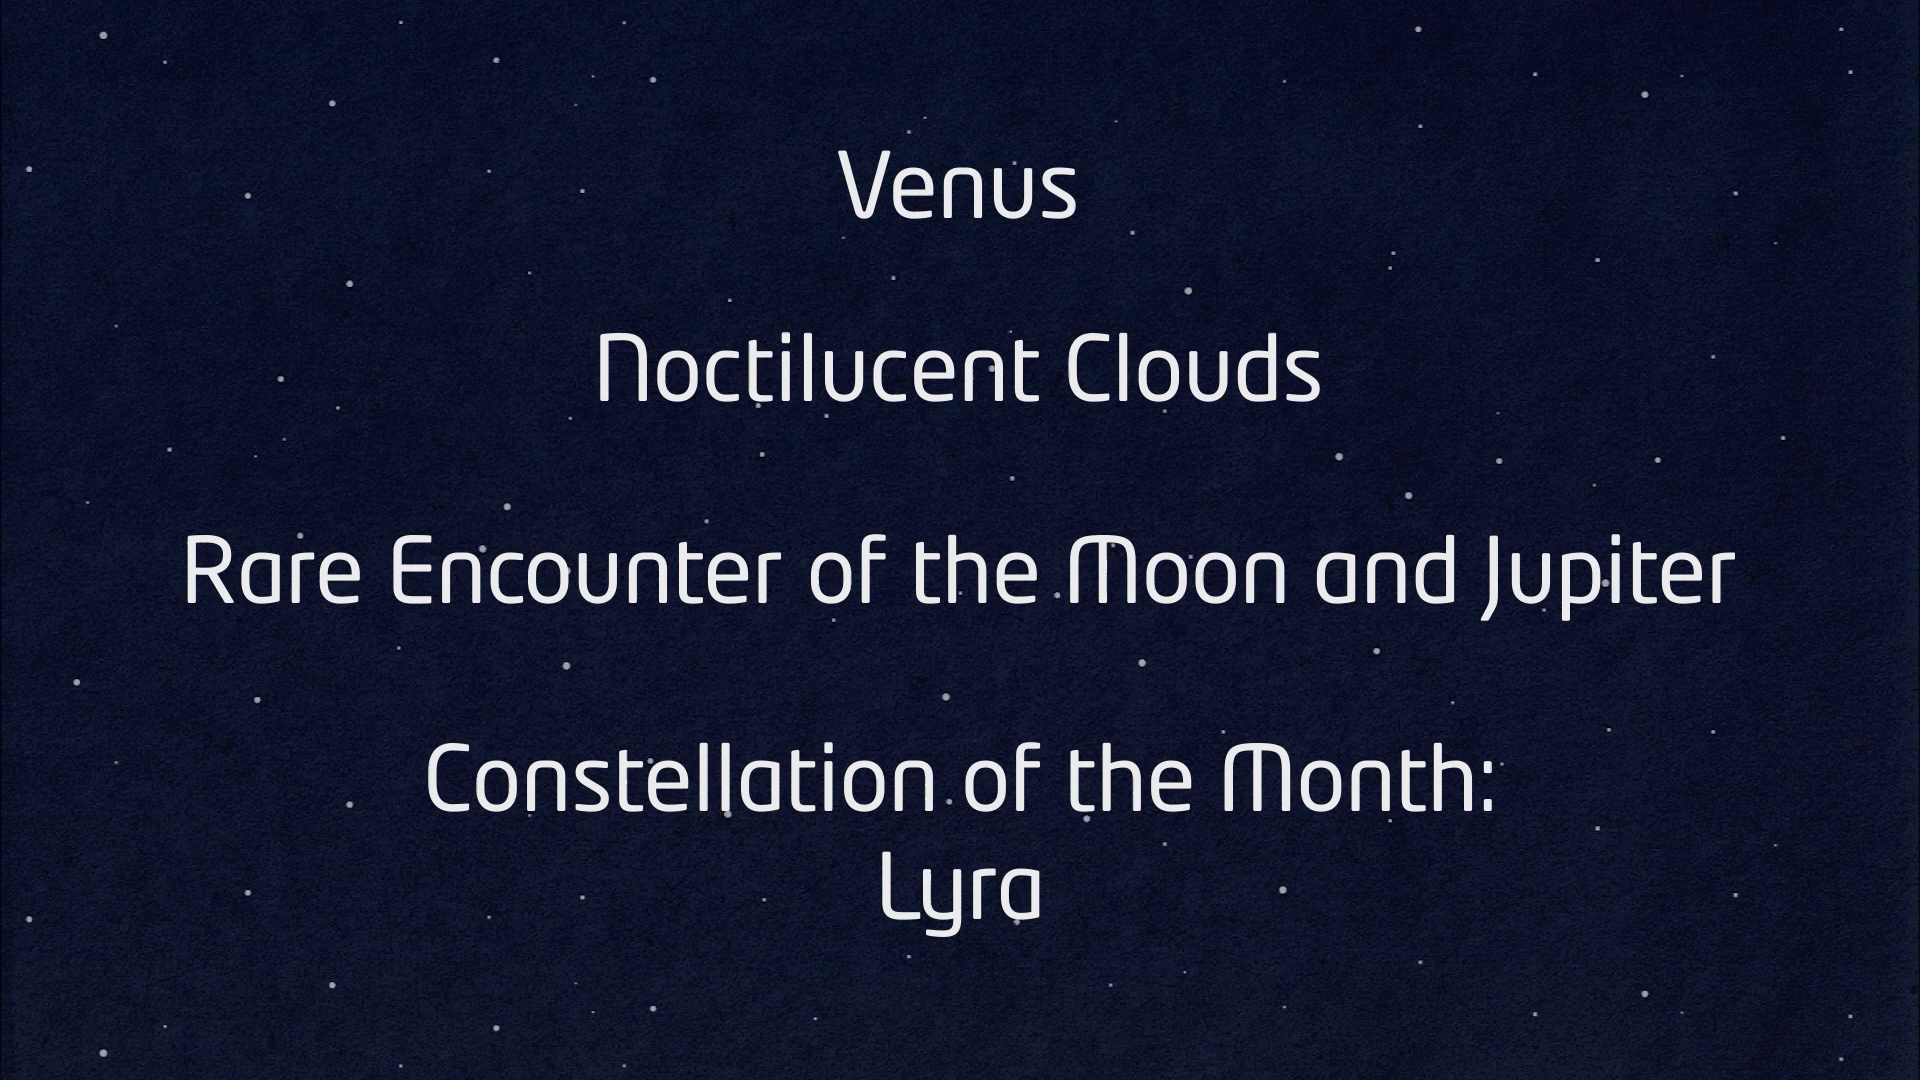 Venus
Noctilucent Clouds
Rare Encounter of the Moon and Jupiter
Constellation of the Month:
Lyra